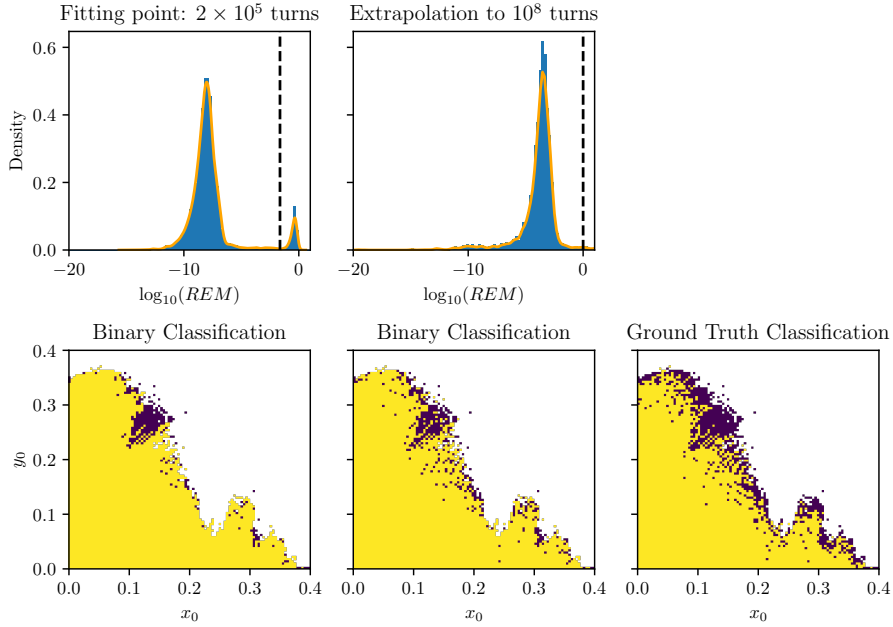 Fitting point: 2 × 10⁵ turns
Extrapolation to 10⁸ turns
0.6
0.4
0.2
0.0
Density
−20 −10 0
−20 −10 0
log₁₀(REM)
log₁₀(REM)
Binary Classification
Binary Classification
Ground Truth Classification
0.4
0.3
0.2
0.1
0.0
y₀
0.0 0.1 0.2 0.3 0.4
0.0 0.1 0.2 0.3 0.4
0.0 0.1 0.2 0.3 0.4
x₀
x₀
x₀